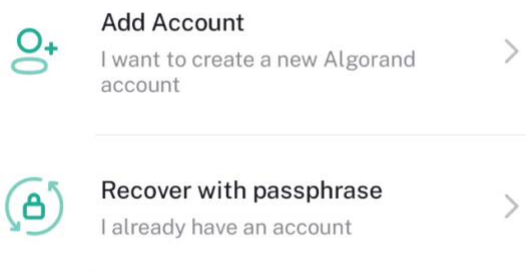 Add Account
I want to create a new Algorand
account
Recover with passphrase
I already have an account